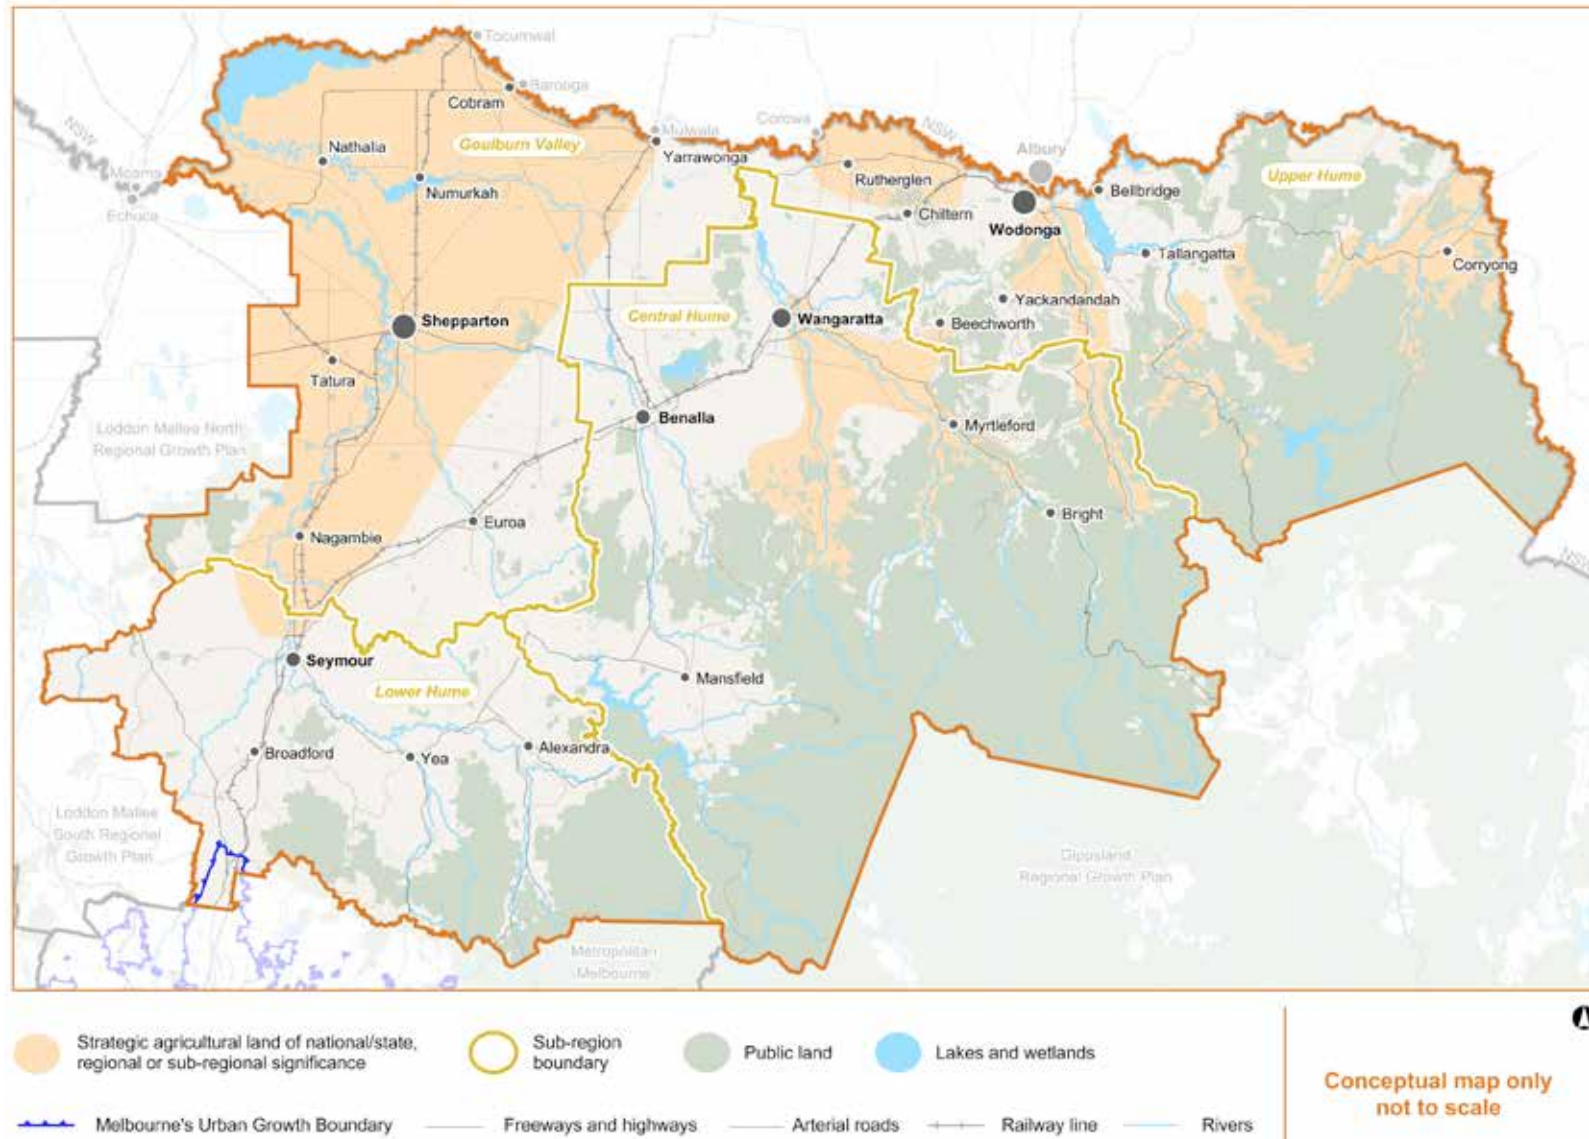 Tocumwal
Barooga
Cobram
NSW
Nathalia
Goulburn Valley
Mulwala
Corowa
NSW
Yarrawonga
Albury
Moama
Numurkah
Rutherglen
Bellbridge
Upper Hume
Echuca
Chiltern
Wodonga
Tallangatta
Corryong
Shepparton
Central Hume
Wangaratta
Yackandandah
Beechworth
Tatura
Benalla
Myrtleford
Loddon Mallee North
Regional Growth Plan
Euroa
Bright
Nagambie
NSW
Seymour
Lower Hume
Mansfield
Broadford
Yea
Alexandra
Loddon Mallee
South Regional
Growth Plan
Gippsland
Regional Growth Plan
Metropolitan
Melbourne
Strategic agricultural land of national/state,
regional or sub-regional significance
Sub-region
boundary
Public land
Lakes and wetlands
Conceptual map only
not to scale
Melbourne's Urban Growth Boundary
Freeways and highways
Arterial roads
Railway line
Rivers